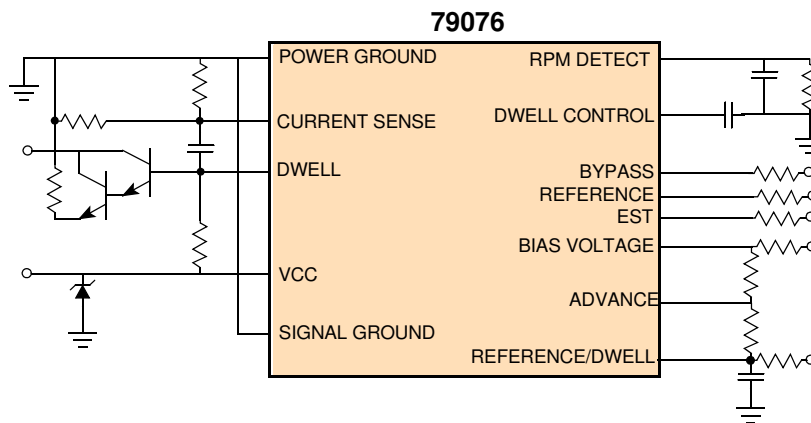 79076
POWER GROUND
CURRENT SENSE
DWELL
VCC
SIGNAL GROUND
RPM DETECT
DWELL CONTROL
BYPASS
REFERENCE
EST
BIAS VOLTAGE
ADVANCE
REFERENCE/DWELL